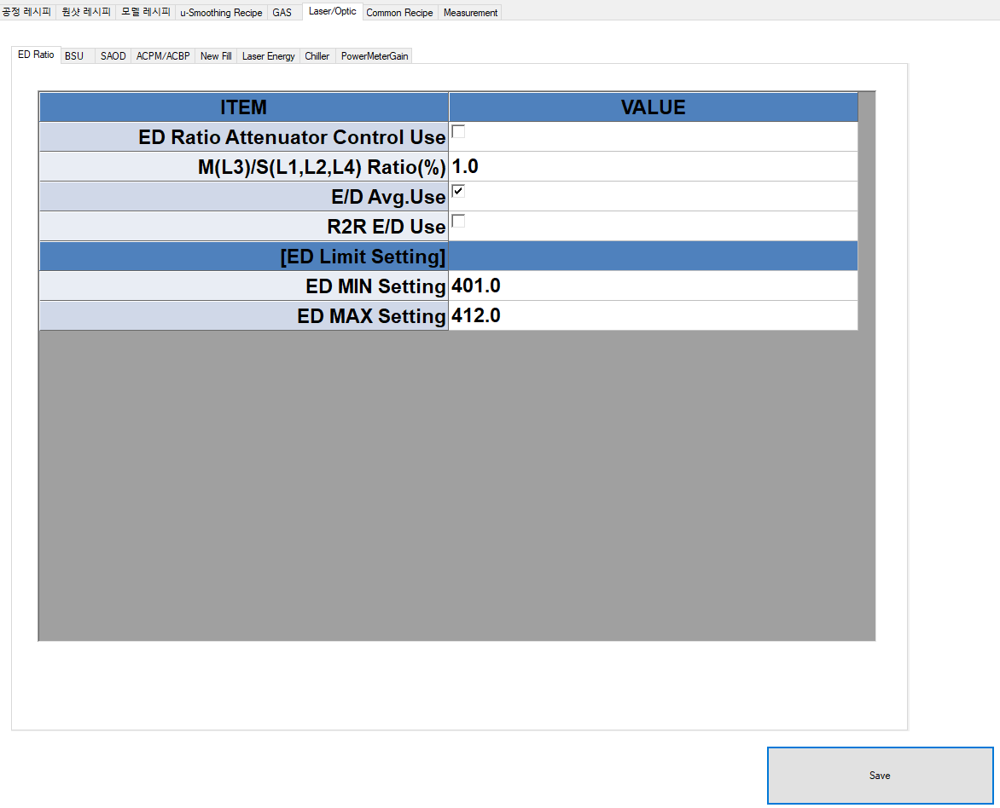 공정 레시피 원샷 레시피 모델 레시피 u-Smoothing Recipe GAS Laser/Optic Common Recipe Measurement
ED Ratio BSU SAOD ACPM/ACBP New Fill Laser Energy Chiller PowerMeterGain
ITEM VALUE
ED Ratio Attenuator Control Use
M(L3)/S(L1,L2,L4) Ratio(%) 1.0
E/D Avg.Use
R2R E/D Use
[ED Limit Setting]
ED MIN Setting 401.0
ED MAX Setting 412.0
Save